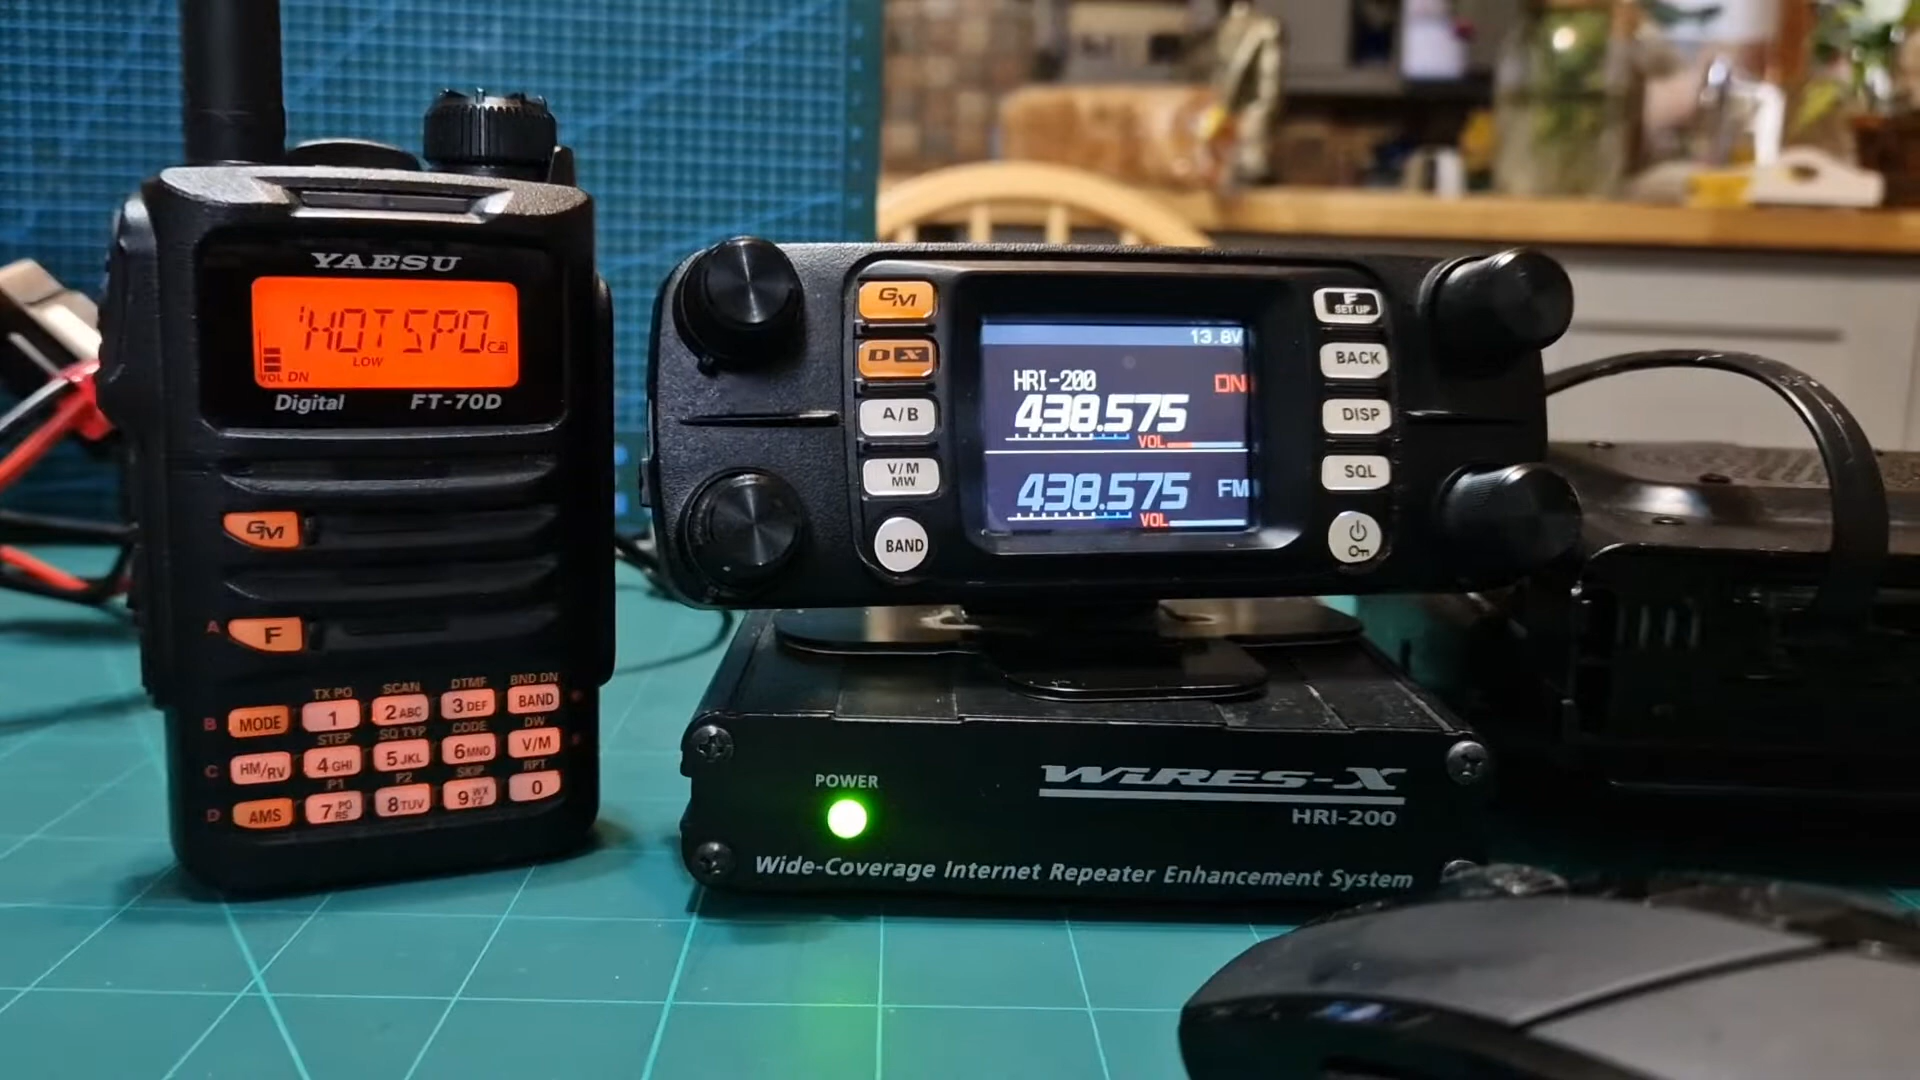 YAESU
HOTSPO
LOW
VOL DN
Digital FT-70D
GM
A F
TX PO SCAN DTMF BND DN
B MODE 1 2ABC 3DEF BAND
STEP SQ TYP CODE DW
C HM/RV 4GHI 5JKL 6MNO V/M
P1 P2 SKIP RPT
D AMS 7PQRS 8TUV 9WXYZ 0
GM
D X
A/B
V/M
MW
BAND
13.8V
HRI-200 DN
438.575
VOL
438.575 FM
VOL
F
SET UP
BACK
DISP
SQL
POWER
WiRES-X
HRI-200
Wide-Coverage Internet Repeater Enhancement System